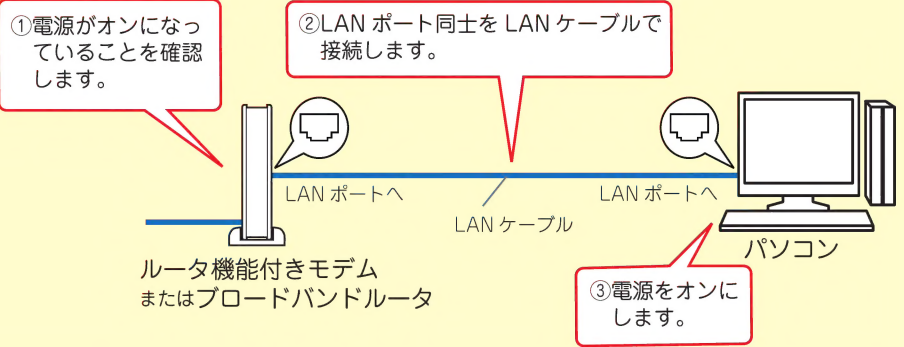 ①電源がオンになっ
ていることを確認
します。
②LAN ポート同士を LAN ケーブルで
接続します。
LAN ポートへ
LAN ポートへ
LAN ケーブル
パソコン
ルータ機能付きモデム
またはブロードバンドルータ
③電源をオンに
します。